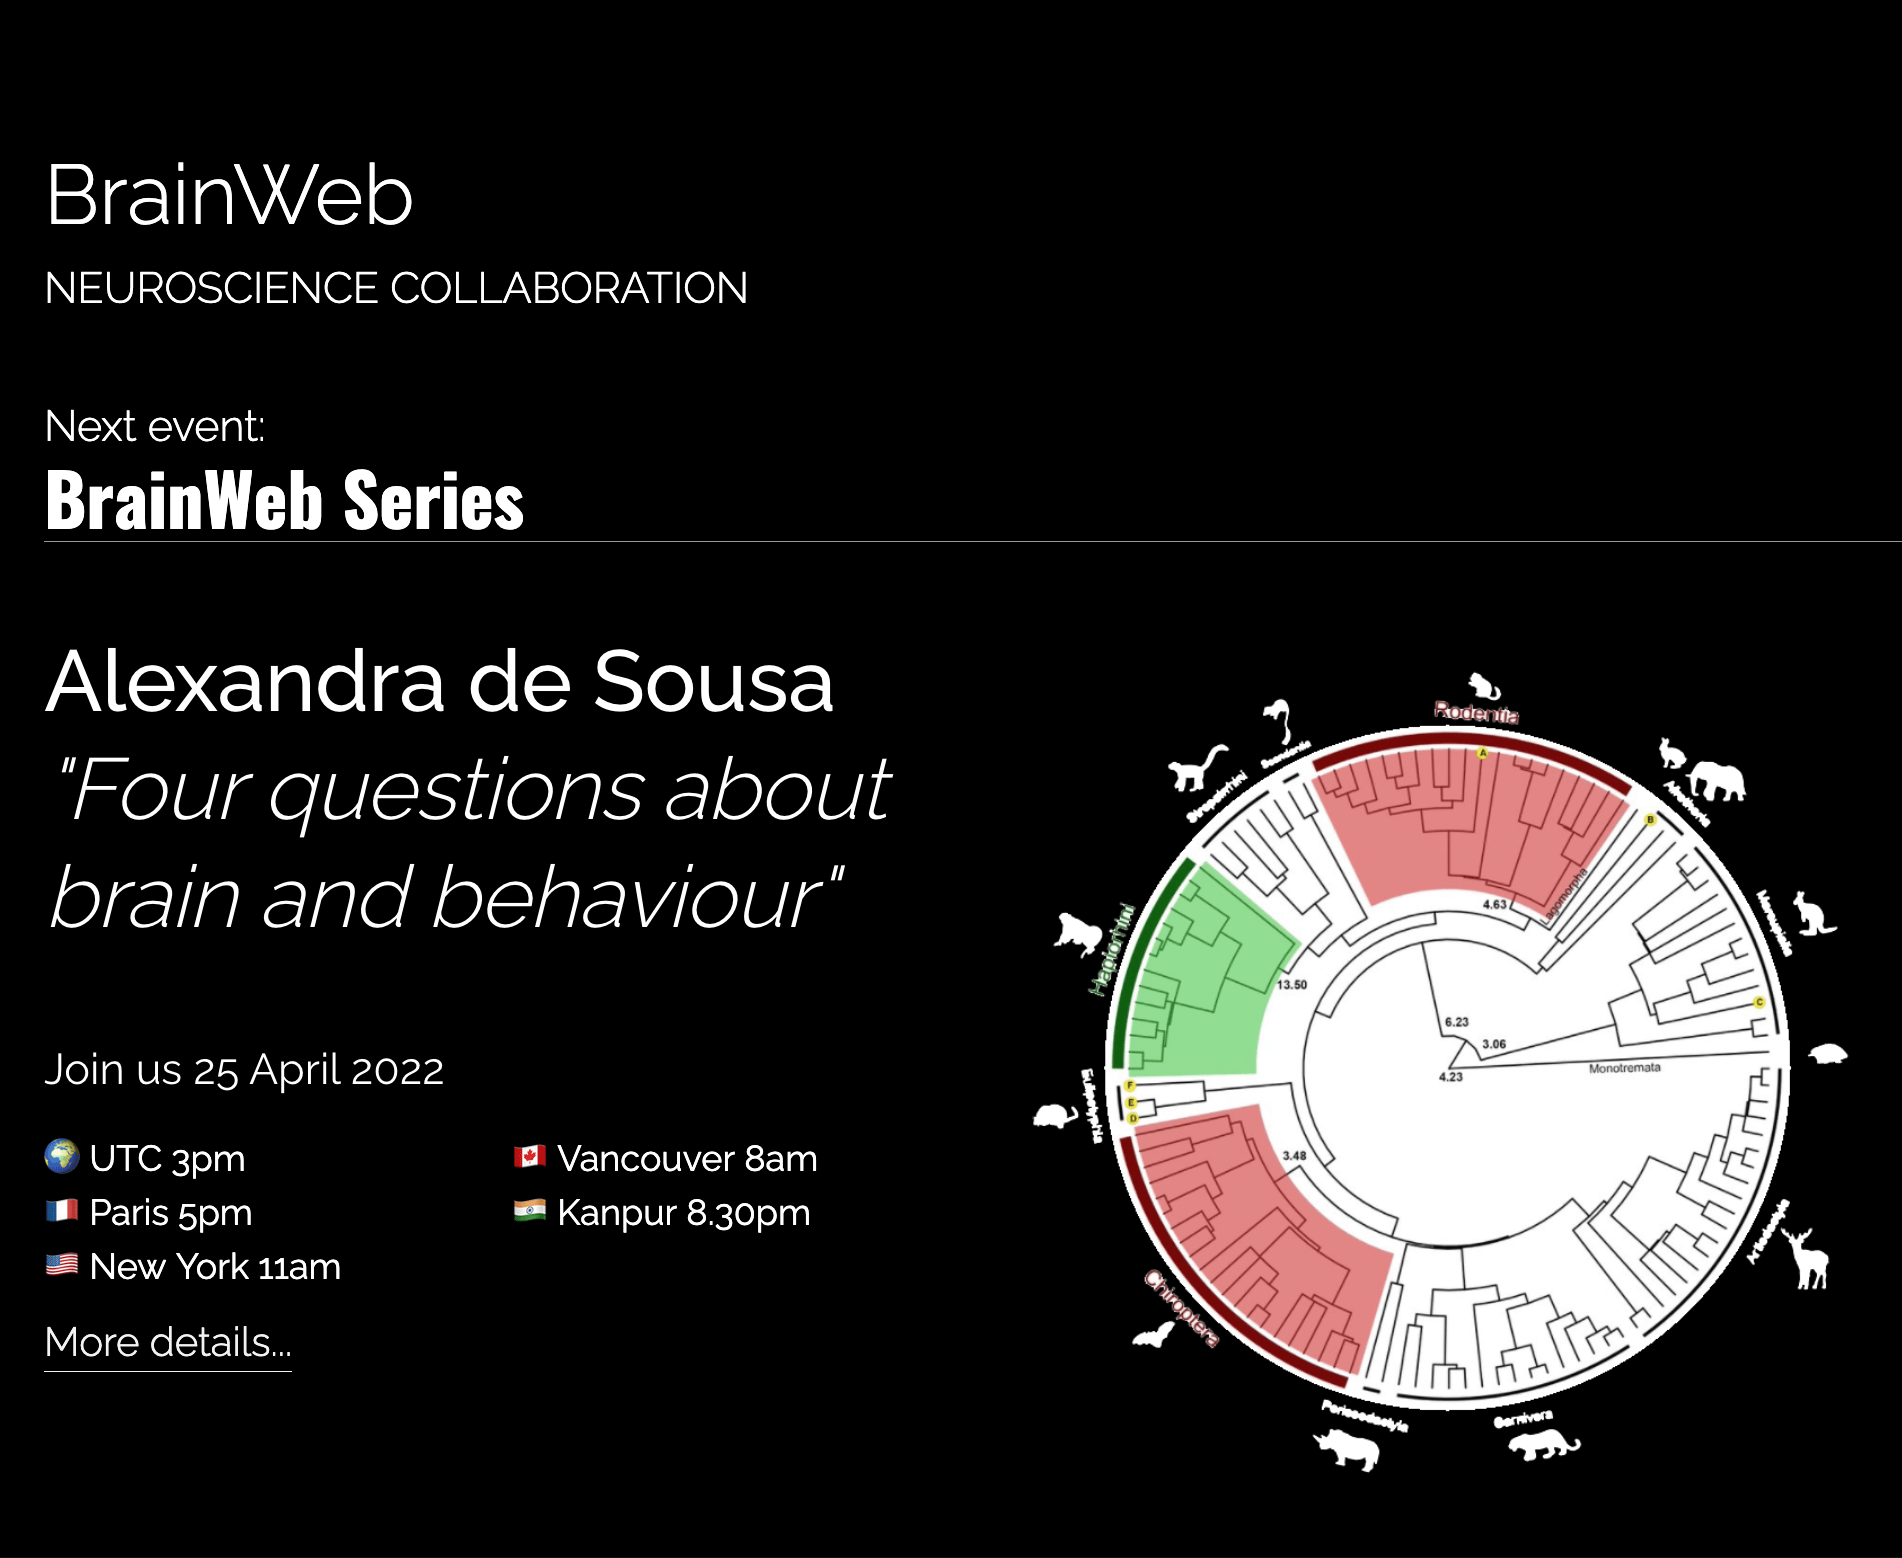 BrainWeb
NEUROSCIENCE COLLABORATION
Next event:
BrainWeb Series
Alexandra de Sousa
"Four questions about
brain and behaviour"
Join us 25 April 2022
UTC 3pm
Paris 5pm
New York 11am
Vancouver 8am
Kanpur 8.30pm
More details...
Rodentia
Scandentia
Strepsirrhini
Afrotheria
A
B
Lagomorpha
4.63
Marsupialia
Haplorrhini
13.50
C
6.23
3.06
4.23
Monotremata
F
E
D
Eulipotyphla
3.48
Artiodactyla
Chiroptera
Perissodactyla
Carnivora